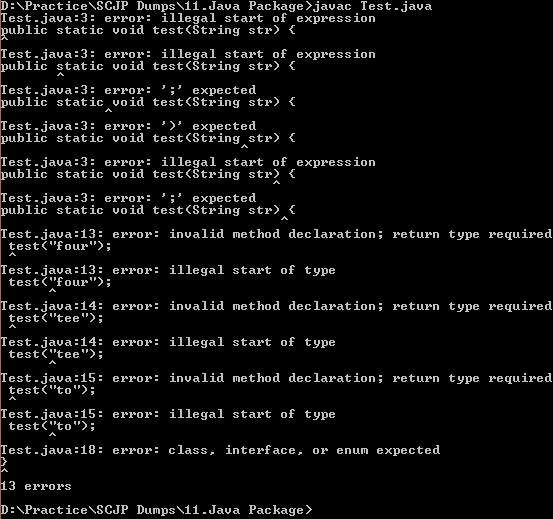 D:\Practice\SCJP Dumps\11.Java Package>javac Test.java
Test.java:3: error: illegal start of expression
public static void test(String str) {
^
Test.java:3: error: illegal start of expression
public static void test(String str) {
       ^
Test.java:3: error: ';' expected
public static void test(String str) {
             ^
Test.java:3: error: ')' expected
public static void test(String str) {
                              ^
Test.java:3: error: illegal start of expression
public static void test(String str) {
                                  ^
Test.java:3: error: ';' expected
public static void test(String str) {
                                   ^
Test.java:13: error: invalid method declaration; return type required
 test("four");
 ^
Test.java:13: error: illegal start of type
 test("four");
      ^
Test.java:14: error: invalid method declaration; return type required
 test("tee");
 ^
Test.java:14: error: illegal start of type
 test("tee");
      ^
Test.java:15: error: invalid method declaration; return type required
 test("to");
 ^
Test.java:15: error: illegal start of type
 test("to");
      ^
Test.java:18: error: class, interface, or enum expected
}
^
13 errors
D:\Practice\SCJP Dumps\11.Java Package>